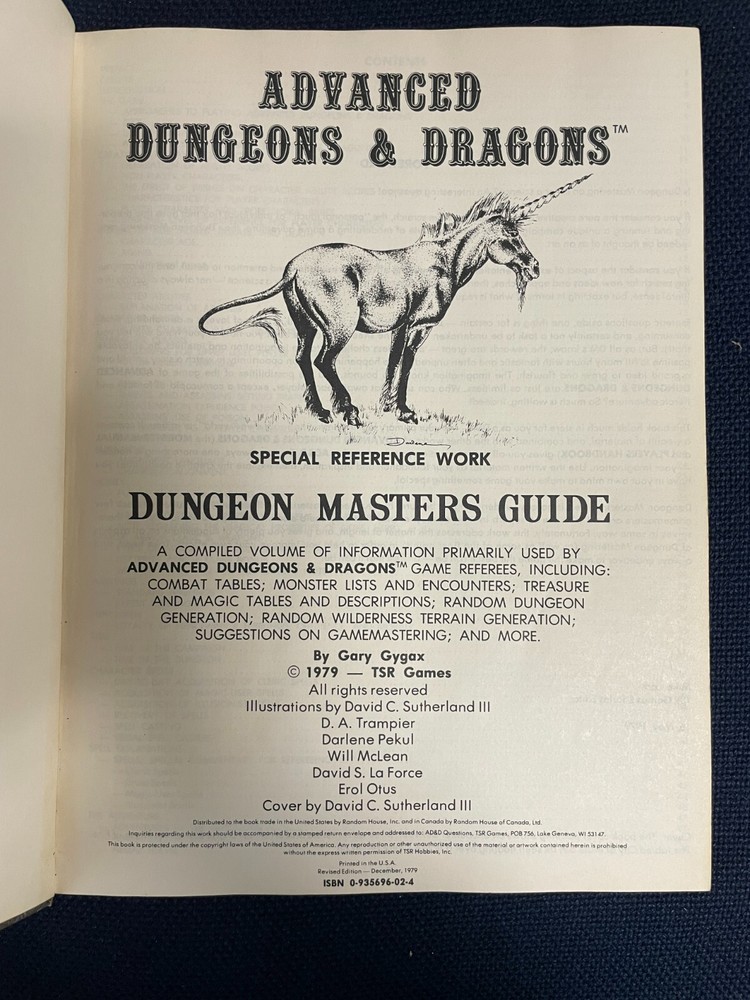 ADVANCED
DUNGEONS & DRAGONS™
Darlene
SPECIAL REFERENCE WORK
DUNGEON MASTERS GUIDE
A COMPILED VOLUME OF INFORMATION PRIMARILY USED BY
ADVANCED DUNGEONS & DRAGONS™ GAME REFEREES, INCLUDING:
COMBAT TABLES; MONSTER LISTS AND ENCOUNTERS; TREASURE
AND MAGIC TABLES AND DESCRIPTIONS; RANDOM DUNGEON
GENERATION; RANDOM WILDERNESS TERRAIN GENERATION;
SUGGESTIONS ON GAMEMASTERING; AND MORE.
By Gary Gygax
© 1979 — TSR Games
All rights reserved
Illustrations by David C. Sutherland III
D. A. Trampier
Darlene Pekul
Will McLean
David S. La Force
Erol Otus
Cover by David C. Sutherland III
Distributed to the book trade in the United States by Random House, Inc. and in Canada by Random House of Canada, Ltd.
Inquiries regarding this work should be accompanied by a stamped return envelope and addressed to: AD&D Questions, TSR Games, POB 756, Lake Geneva, WI 53147.
This book is protected under the copyright laws of the United States of America. Any reproduction or other unauthorized use of the material or artwork contained herein is prohibited
without the express written permission of TSR Hobbies, Inc.
Printed in the U.S.A.
Revised Edition — December, 1979
ISBN 0-935696-02-4